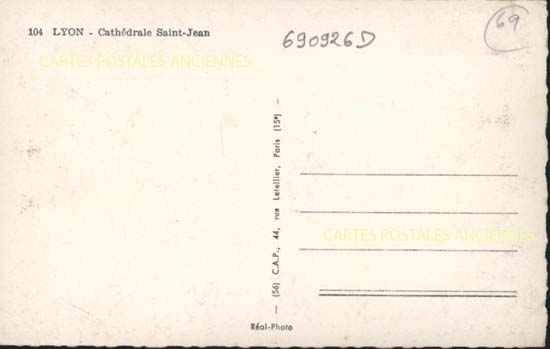 104 LYON - Cathédrale Saint-Jean
690926D
69
CARTES POSTALES ANCIENNES
— (56) C.A.P., 44, rue Letellier, Paris (15e) —
CARTES POSTALES ANCIENNES
Réal-Photo